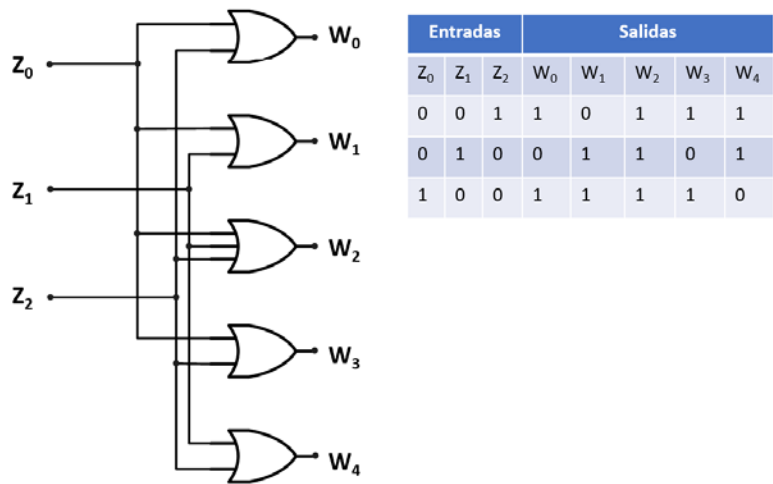 Z₀
Z₁
Z₂
W₀
W₁
W₂
W₃
W₄
Entradas Salidas
Z₀ Z₁ Z₂ W₀ W₁ W₂ W₃ W₄
0 0 1 1 0 1 1 1
0 1 0 0 1 1 0 1
1 0 0 1 1 1 1 0